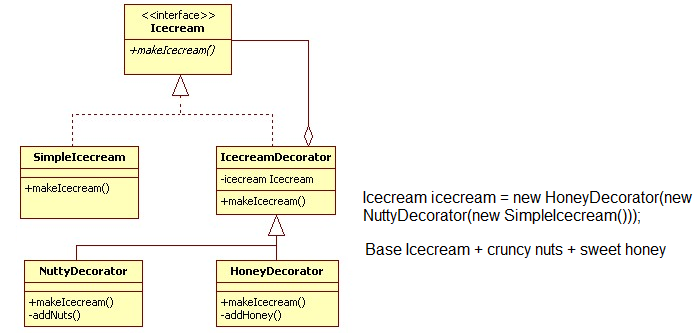 <<interface>>
Icecream
+makeIcecream()
SimpleIcecream
+makeIcecream()
IcecreamDecorator
-icecream Icecream
+makeIcecream()
NuttyDecorator
+makeIcecream()
-addNuts()
HoneyDecorator
+makeIcecream()
-addHoney()
Icecream icecream = new HoneyDecorator(new
NuttyDecorator(new SimpleIcecream()));
Base Icecream + cruncy nuts + sweet honey